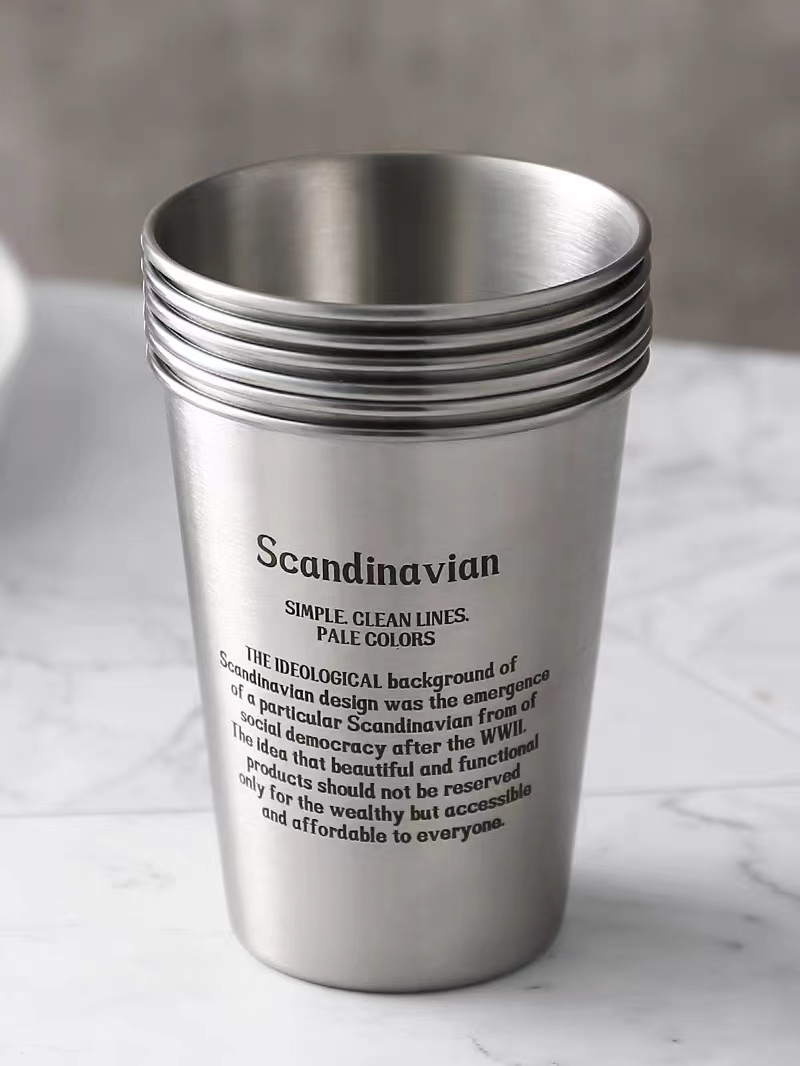 Scandinavian
SIMPLE. CLEAN LINES.
PALE COLORS
THE IDEOLOGICAL background of
Scandinavian design was the emergence
of a particular Scandinavian from of
social democracy after the WWII.
The idea that beautiful and functional
products should not be reserved
only for the wealthy but accessible
and affordable to everyone.